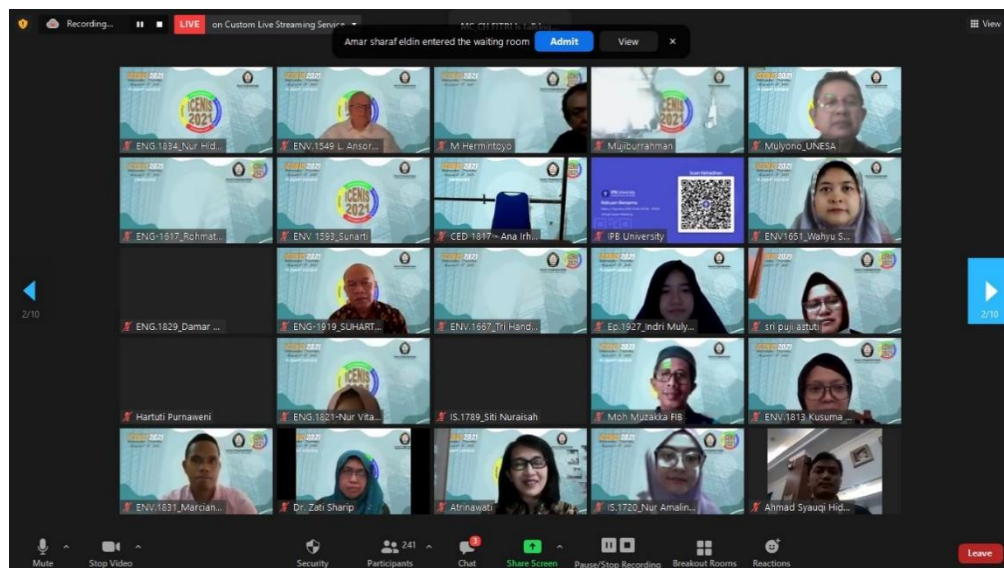 Recording...
LIVE
on Custom Live Streaming Service
View
Amar sharaf eldin entered the waiting room
Admit
View
ENG.1834_Nur Hid...
ENV.1549 L. Ansor...
M Hermintoyo
Mujiburrahman
Mulyono_UNESA
ICENIS
2021
ENG-1617_Rohmat...
ENV 1593_Sunarti
CED-1817~ Ana Irh...
IPB University
ENV1651_Wahyu S...
2/10
2/10
ENG.1829_Damar ...
ENG-1919_SUHART...
ENV.1667_Tri Hand...
Ep.1927_Indri Muly...
sri puji astuti
Hartuti Purnaweni
ENG.1821-Nur Vita...
IS.1789_Siti Nuraisah
Moh Muzakka FIB
ENV.1813 Kusuma_...
ENV.1831_Marcian...
Dr. Zati Sharip
Atrinawati
IS.1720_Nur Amalin...
Ahmad Syauqi Hid...
Mute
Stop Video
Security
Participants
241
Chat
3
Share Screen
Pause/Stop Recording
Breakout Rooms
Reactions
Leave